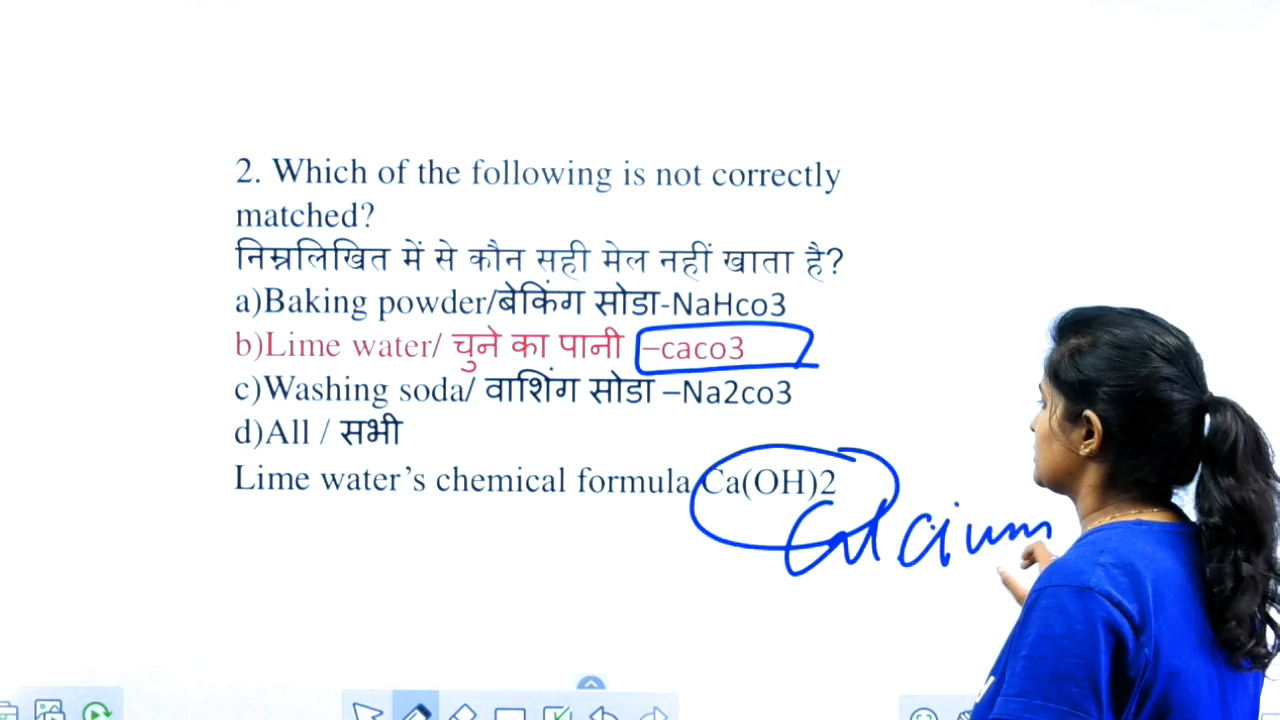 2. Which of the following is not correctly
matched?
निम्नलिखित में से कौन सही मेल नहीं खाता है?
a)Baking powder/बेकिंग सोडा-NaHco3
b)Lime water/ चुने का पानी –caco3
c)Washing soda/ वाशिंग सोडा –Na2co3
d)All / सभी
Lime water’s chemical formula Ca(OH)2
Calcium